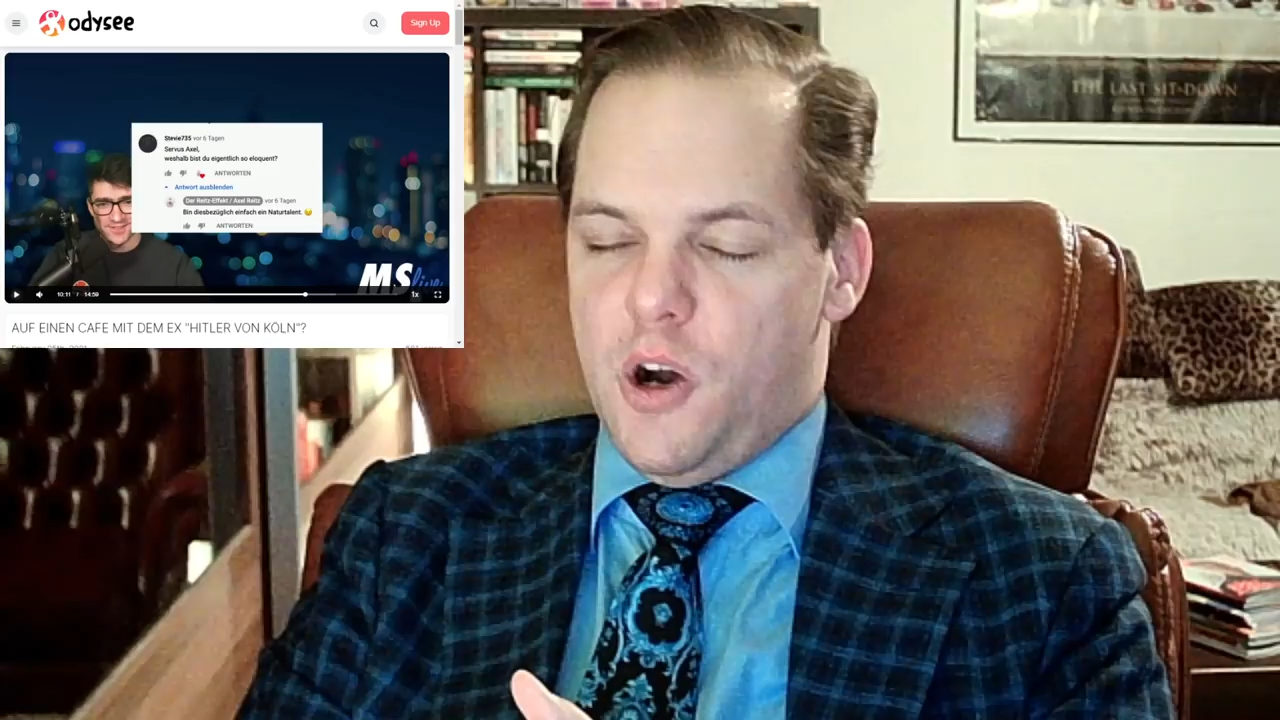 odysee
Sign Up
Stevie735 vor 6 Tagen
Servus Axel,
weshalb bist du eigentlich so eloquent?
ANTWORTEN
Antwort ausblenden
Der Reitz-Effekt / Axel Reitz vor 6 Tagen
Bin diesbezüglich einfach ein Naturtalent. 😉
ANTWORTEN
MSlive
10:11 / 14:59
1x
AUF EINEN CAFE MIT DEM EX "HITLER VON KÖLN"?
THE LAST SIT-DOWN